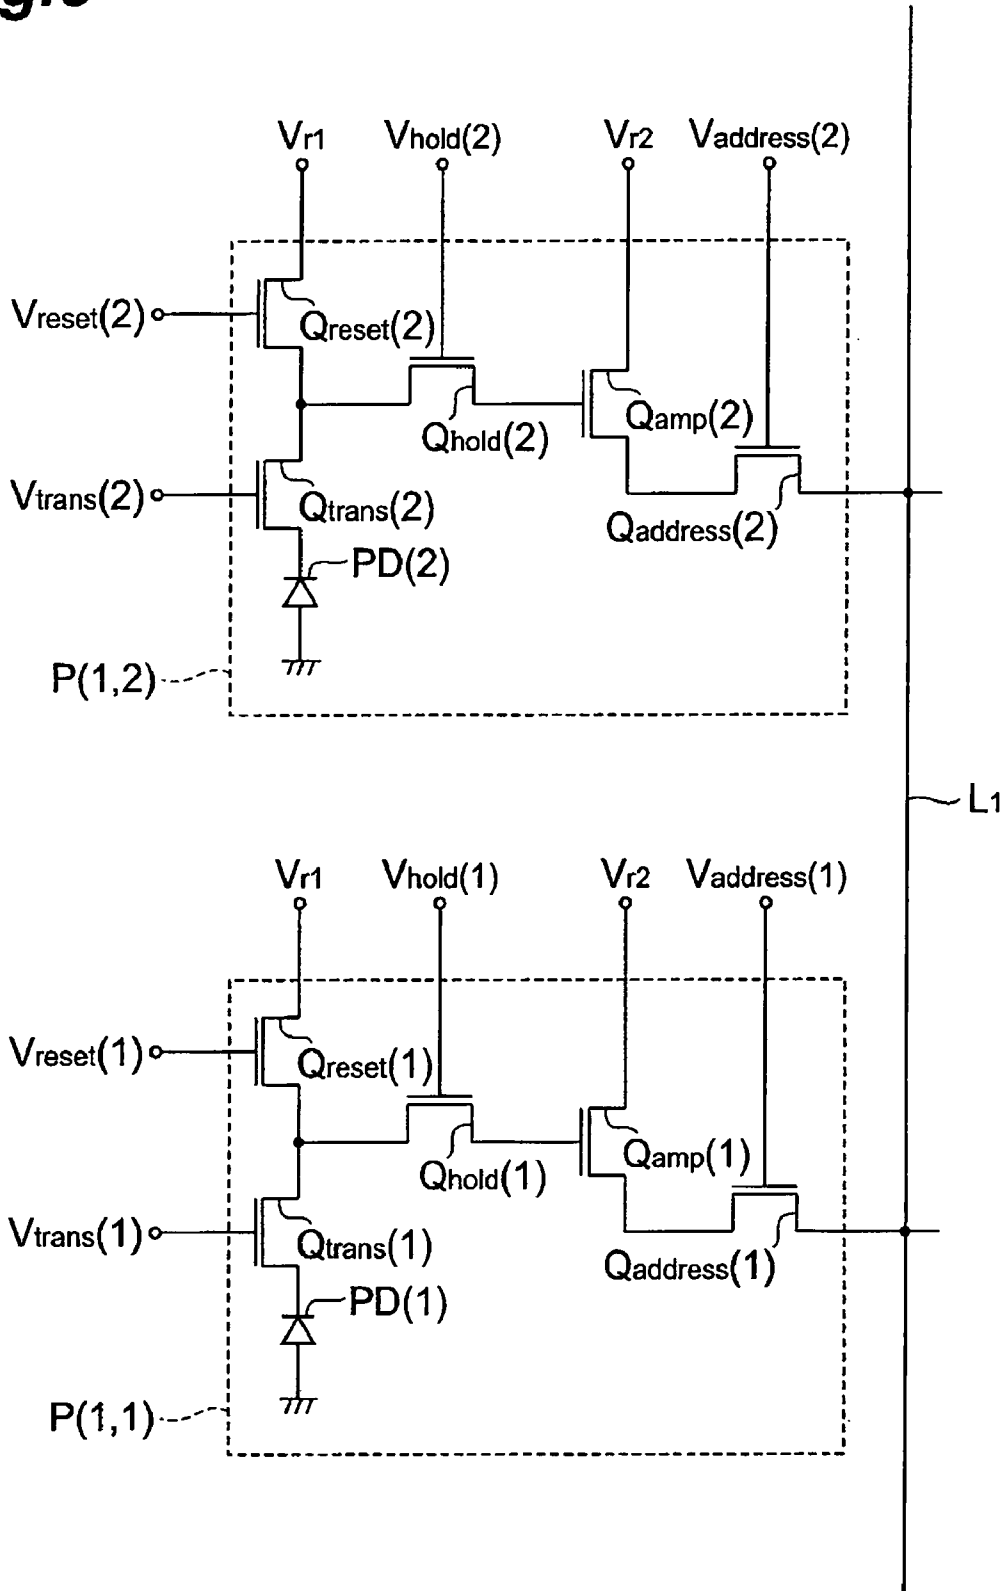 Vr1 Vhold(2) Vr2 Vaddress(2)
Vreset(2)
Qreset(2)
Qamp(2)
Qhold(2)
Vtrans(2)
Qtrans(2)
Qaddress(2)
PD(2)
P(1,2)
L1
Vr1 Vhold(1) Vr2 Vaddress(1)
Vreset(1)
Qreset(1)
Qamp(1)
Qhold(1)
Vtrans(1)
Qtrans(1)
Qaddress(1)
PD(1)
P(1,1)